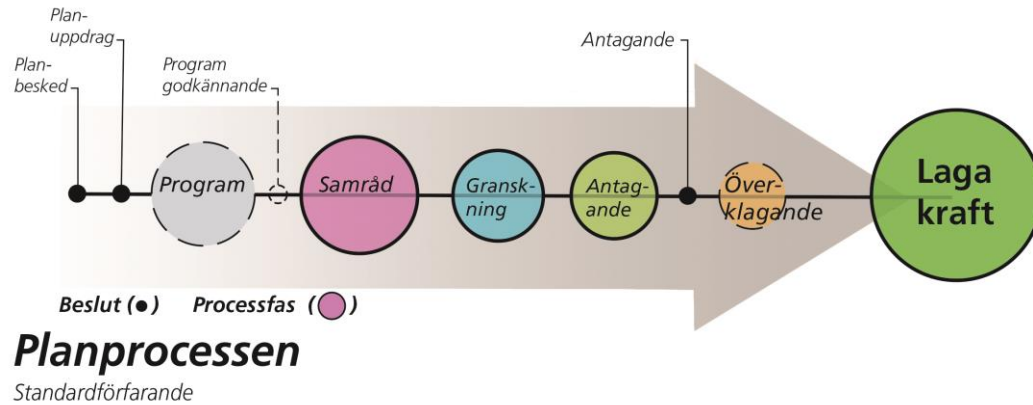 Plan-
uppdrag
Plan-
besked
Program
godkännande
Antagande
Program
Samråd
Gransk-
ning
Antag-
ande
Över-
klagande
Laga
kraft
Beslut (●) Processfas ( )
Planprocessen
Standardförfarande